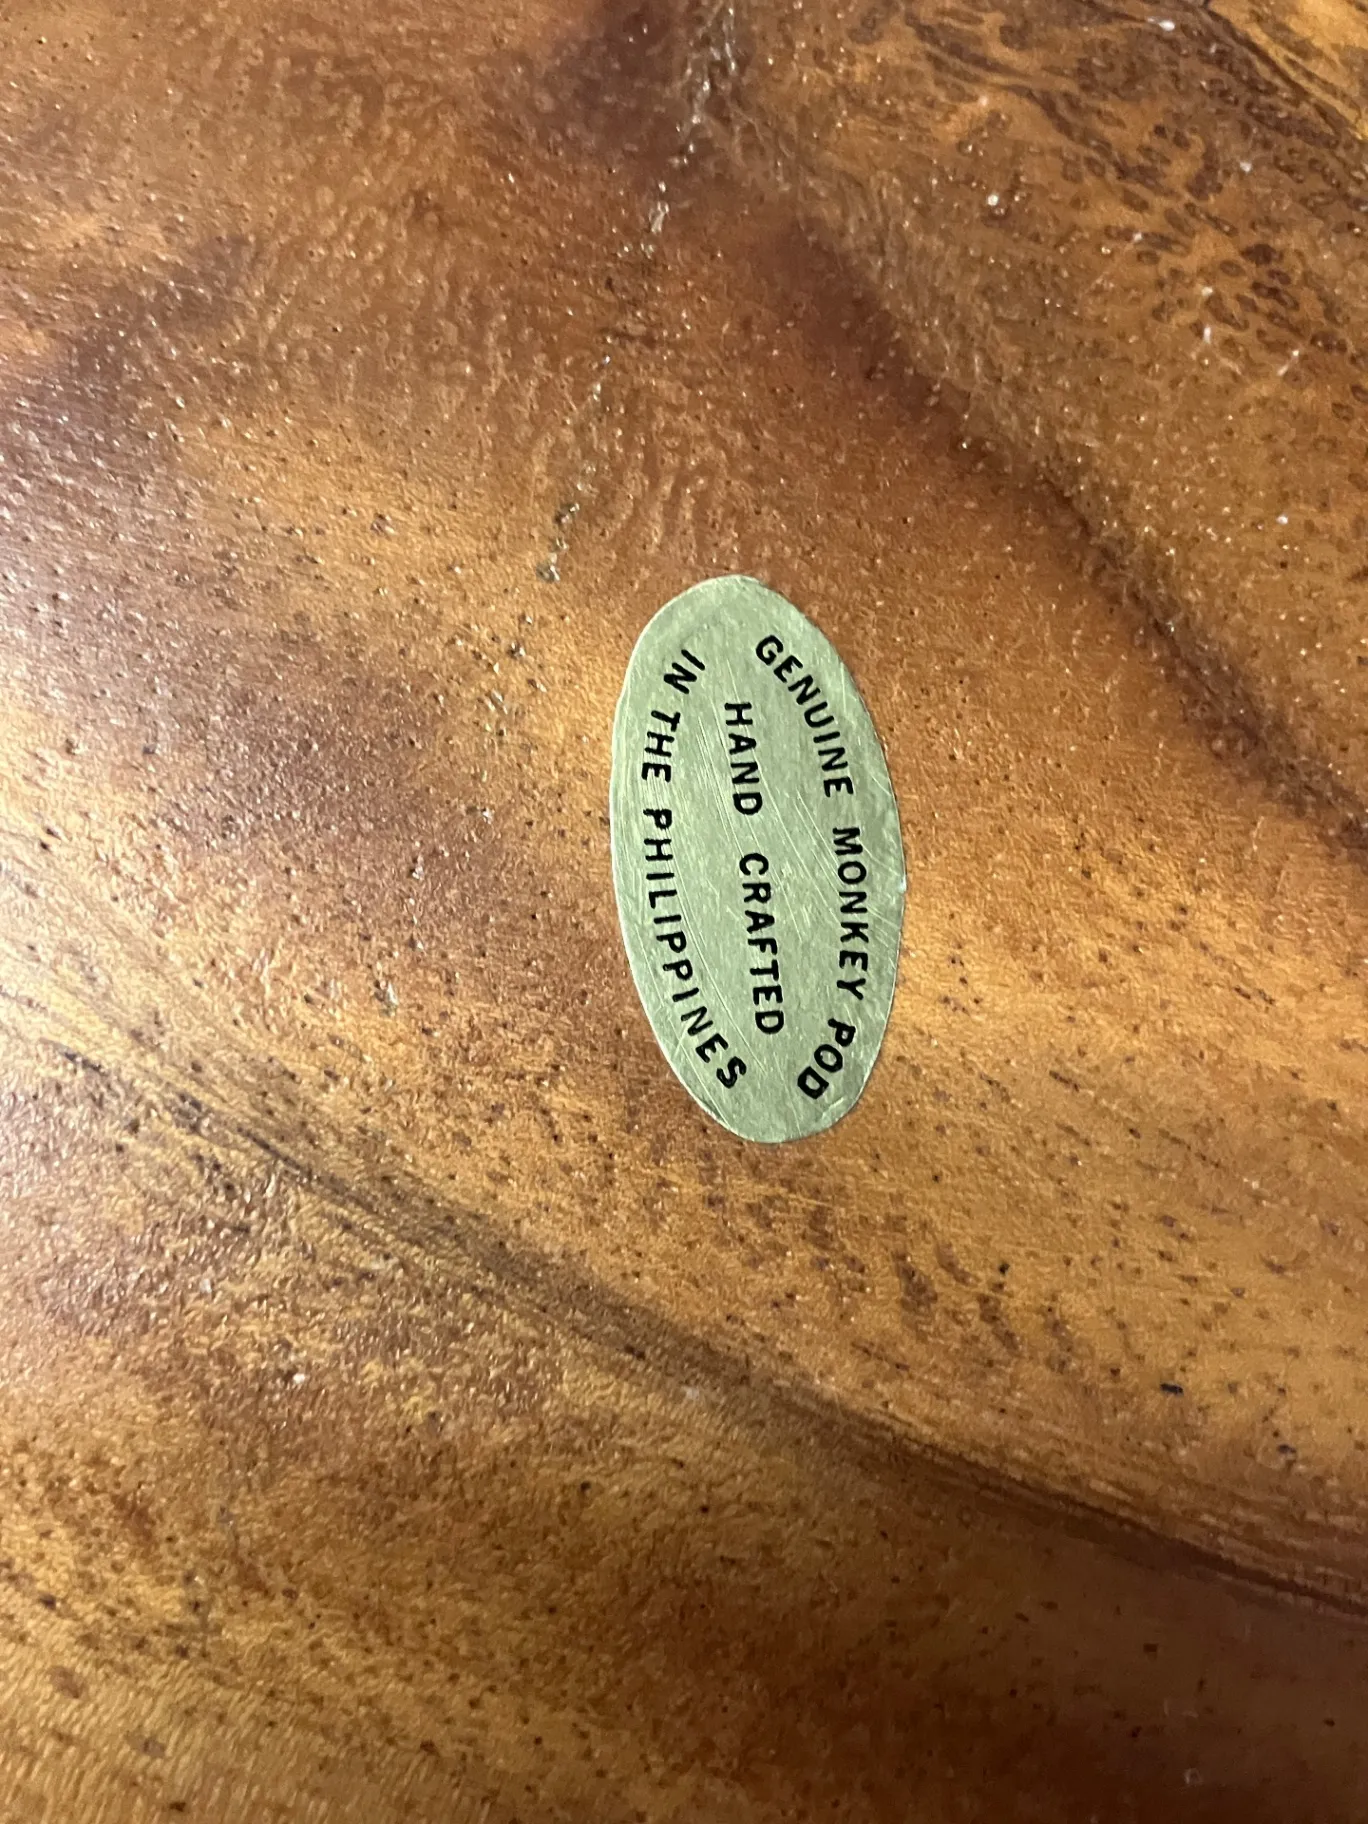 GENUINE MONKEY POD
HAND CRAFTED
IN THE PHILIPPINES